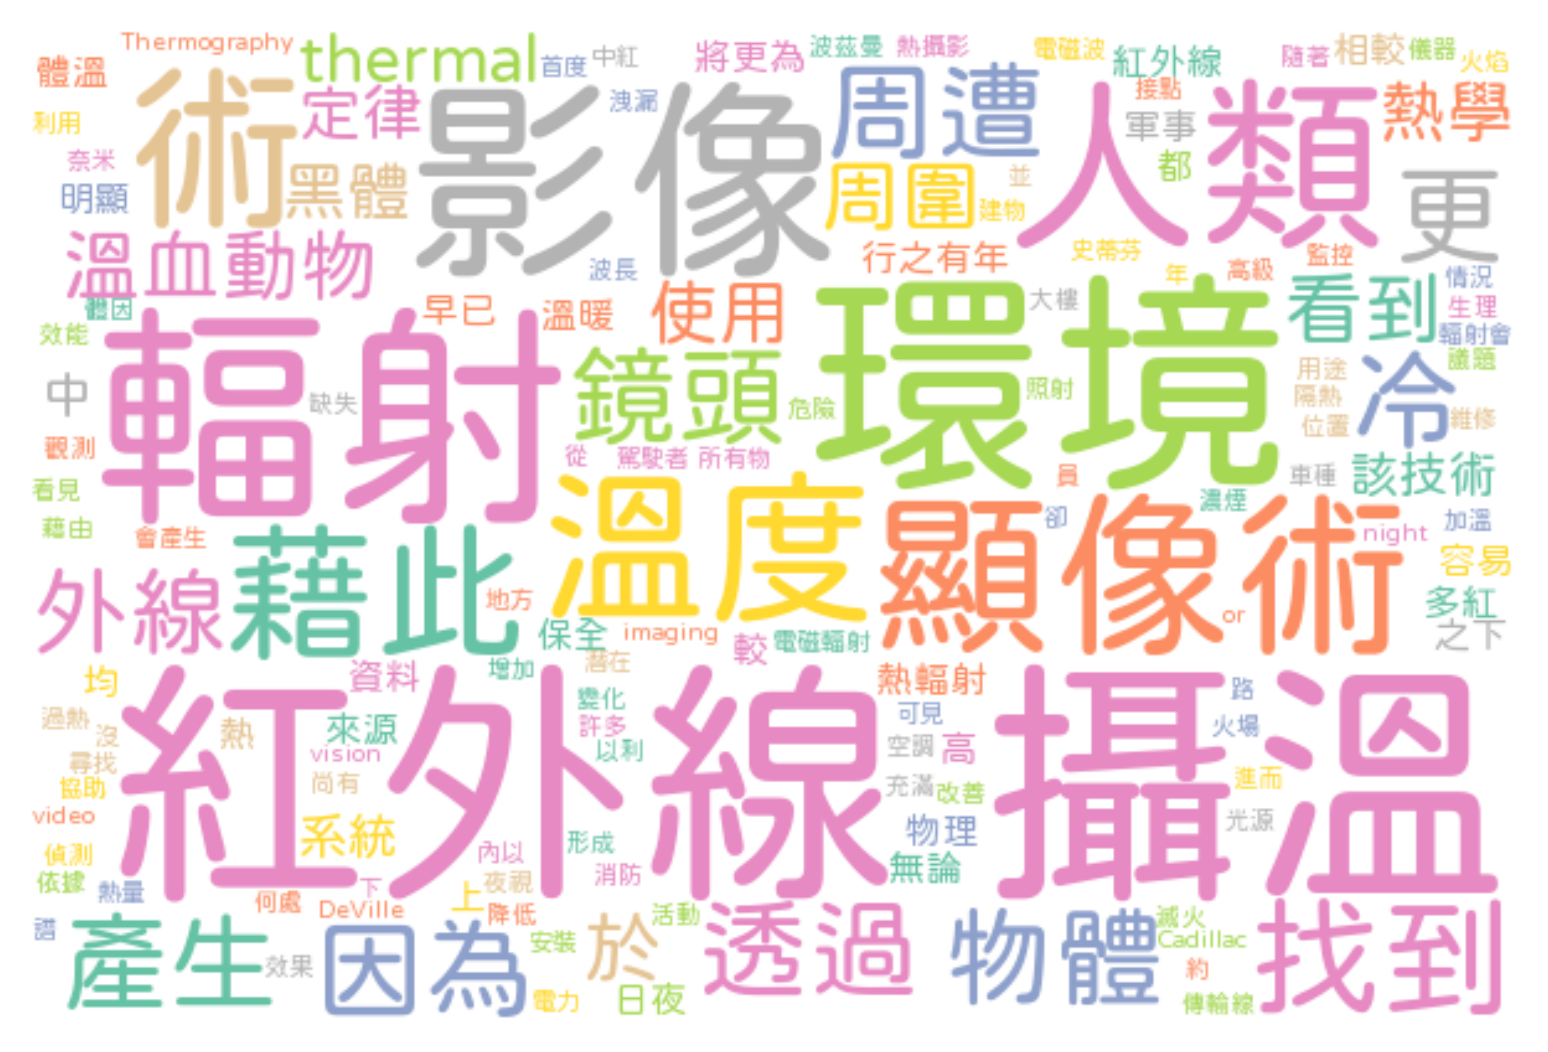 Thermography
thermal
首度
中紅
將更為
波茲曼
熱攝影
電磁波
紅外線
隨著
相較
儀器
火焰
體溫
術
定律
影像
洩漏
周遭
人類
接點
軍事
熱學
利用
奈米
明顯
黑體
周圍
建物
並
都
更
溫血動物
波長
行之有年
史蒂芬
年
高級
監控
情況
體因
早已
溫暖
使用
環境
大樓
看到
生理
輻射會
效能
輻射
鏡頭
議題
中
缺失
危險
照射
用途
隔熱
位置
冷
維修
觀測
從
駕駛者
所有物
員
車種
該技術
看見
溫度
濃煙
藉由
會產生
藉此
顯像術
卻
night
加溫
容易
外線
地方
保全
imaging
較
電磁輻射
or
多紅
之下
均
資料
增加
潛在
熱輻射
紅外線
攝溫
變化
可見
路
過熱
沒
熱
來源
許多
火場
尋找
vision
以利
空調
高
協助
尚有
充滿
改善
進而
video
系統
物理
光源
偵測
形成
內以
無論
依據
熱量
下
夜視
消防
何處
DeVille
上
降低
譜
產生
效果
因為
安裝
於
活動
透過
物體
滅火
Cadillac
找到
約
電力
日夜
傳輸線